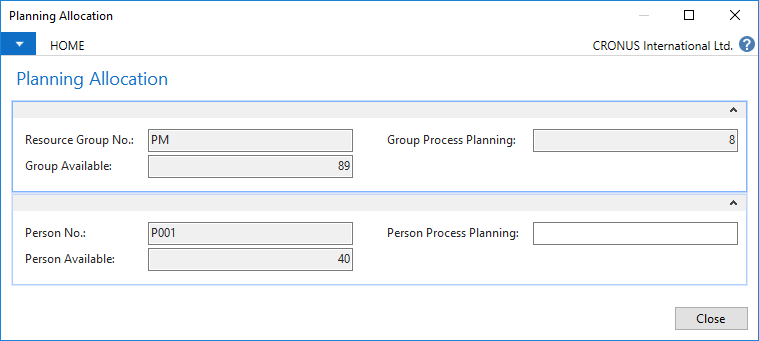 Planning Allocation
HOME
CRONUS International Ltd. ?
Planning Allocation
Resource Group No.: PM Group Process Planning: 8
Group Available: 89
Person No.: P001 Person Process Planning:
Person Available: 40
Close